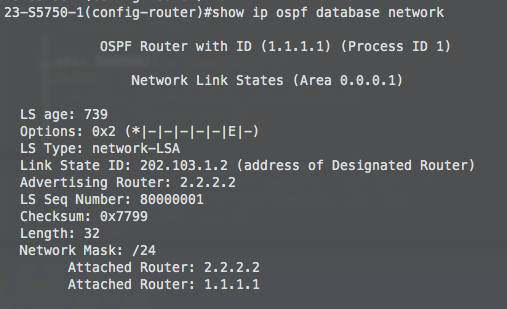 23-S5750-1(config-router)#show ip ospf database network
OSPF Router with ID (1.1.1.1) (Process ID 1)
Network Link States (Area 0.0.0.1)
LS age: 739
Options: 0x2 (*|-|-|-|-|-|E|-)
LS Type: network-LSA
Link State ID: 202.103.1.2 (address of Designated Router)
Advertising Router: 2.2.2.2
LS Seq Number: 80000001
Checksum: 0x7799
Length: 32
Network Mask: /24
Attached Router: 2.2.2.2
Attached Router: 1.1.1.1